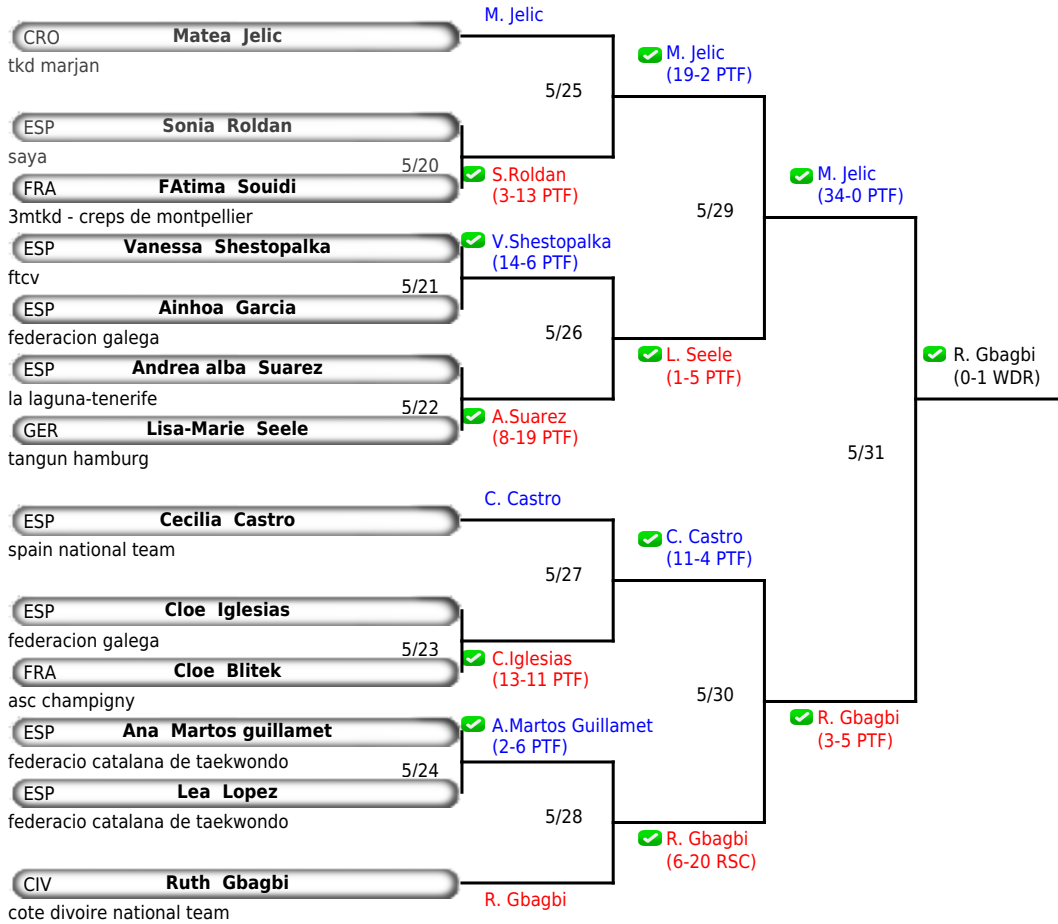 M. Jelic
CRO Matea Jelic
tkd marjan
M. Jelic
(19-2 PTF)
5/25
ESP Sonia Roldan
saya
5/20
S.Roldan
(3-13 PTF)
FRA FAtima Souidi
3mtkd - creps de montpellier
M. Jelic
(34-0 PTF)
5/29
ESP Vanessa Shestopalka
ftcv
V.Shestopalka
(14-6 PTF)
5/21
ESP Ainhoa Garcia
federacion galega
5/26
ESP Andrea alba Suarez
la laguna-tenerife
L. Seele
(1-5 PTF)
R. Gbagbi
(0-1 WDR)
5/22
A.Suarez
(8-19 PTF)
GER Lisa-Marie Seele
tangun hamburg
5/31
C. Castro
ESP Cecilia Castro
spain national team
C. Castro
(11-4 PTF)
5/27
ESP Cloe Iglesias
federacion galega
5/23
C.Iglesias
(13-11 PTF)
FRA Cloe Blitek
asc champigny
5/30
R. Gbagbi
(3-5 PTF)
ESP Ana Martos guillamet
federacio catalana de taekwondo
A.Martos Guillamet
(2-6 PTF)
5/24
ESP Lea Lopez
federacio catalana de taekwondo
5/28
R. Gbagbi
(6-20 RSC)
CIV Ruth Gbagbi
cote divoire national team
R. Gbagbi